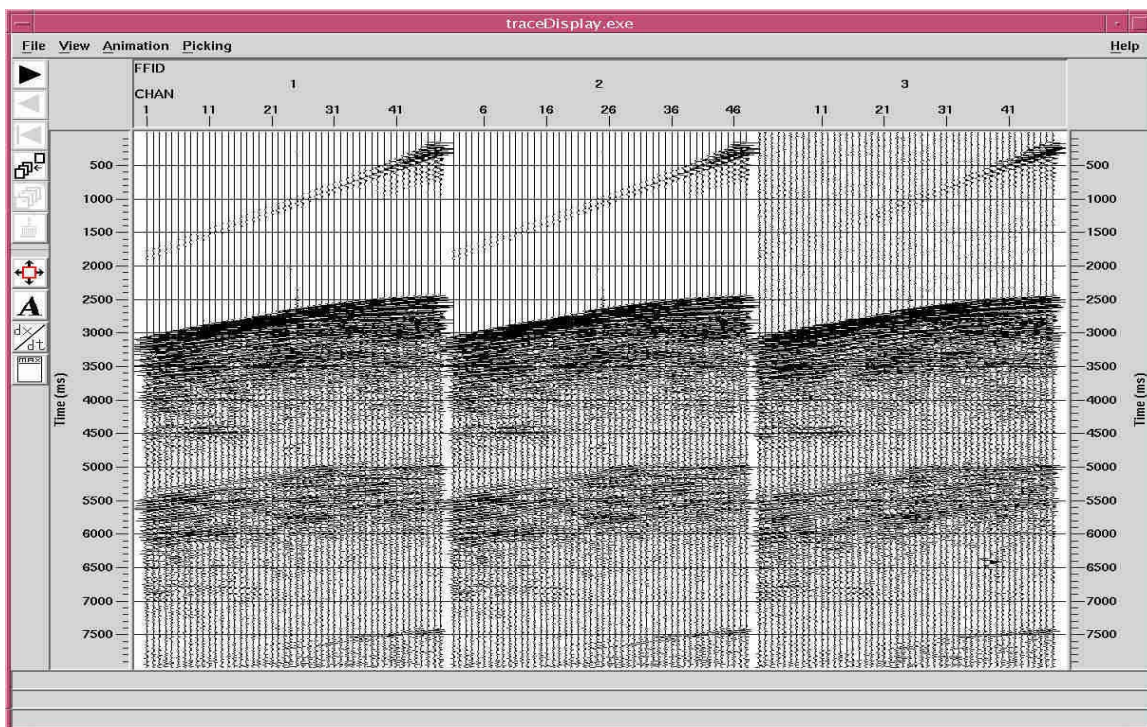 traceDisplay.exe
File View Animation Picking Help
FFID
1 2 3
CHAN
1 11 21 31 41 6 16 26 36 46 11 21 31 41
A
dx/dt
max
500 500
1000 1000
1500 1500
2000 2000
2500 2500
3000 3000
3500 3500
4000 4000
4500 4500
5000 5000
5500 5500
6000 6000
6500 6500
7000 7000
7500 7500
Time (ms)
Time (ms)